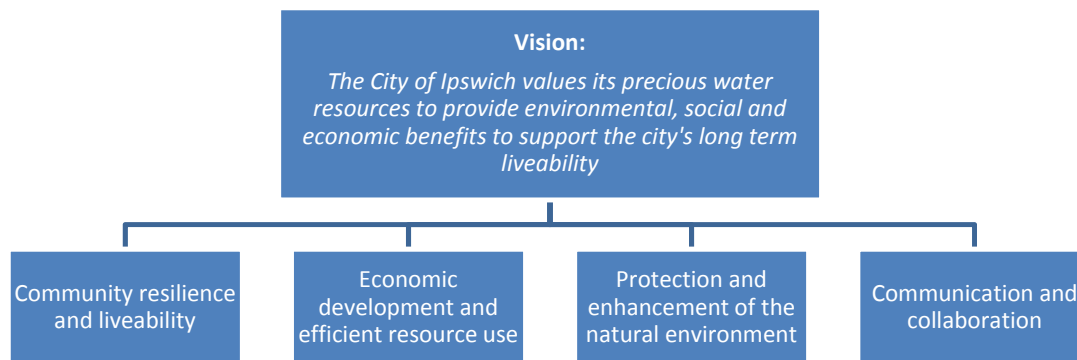 Vision:
The City of Ipswich values its precious water
resources to provide environmental, social and
economic benefits to support the city's long term
liveability
Community resilience
and liveability
Economic
development and
efficient resource use
Protection and
enhancement of the
natural environment
Communication and
collaboration